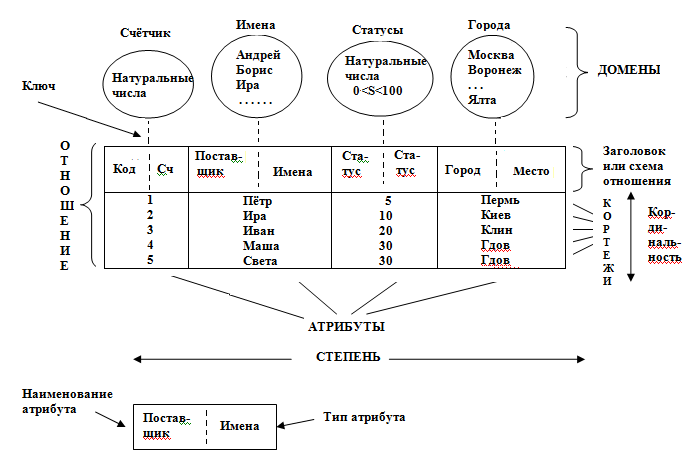 Счётчик
Имена
Статусы
Города
Натуральные
числа
Андрей
Борис
Ира
......
Натуральные
числа
0<S<100
Москва
Воронеж
...
Ялта
ДОМЕНЫ
Ключ
ОТНОШЕНИЕ
Код
Сч
Постав-
щик
Имена
Ста-
тус
Ста-
тус
Город
Место
Заголовок
или схема
отношения
1 Пётр 5 Пермь
2 Ира 10 Киев
3 Иван 20 Клин
4 Маша 30 Гдов
5 Света 30 Гдов
КОРТЕЖИ
Кор-
ди-
наль-
ность
АТРИБУТЫ
СТЕПЕНЬ
Наименование
атрибута
Постав-
щик
Имена
Тип атрибута